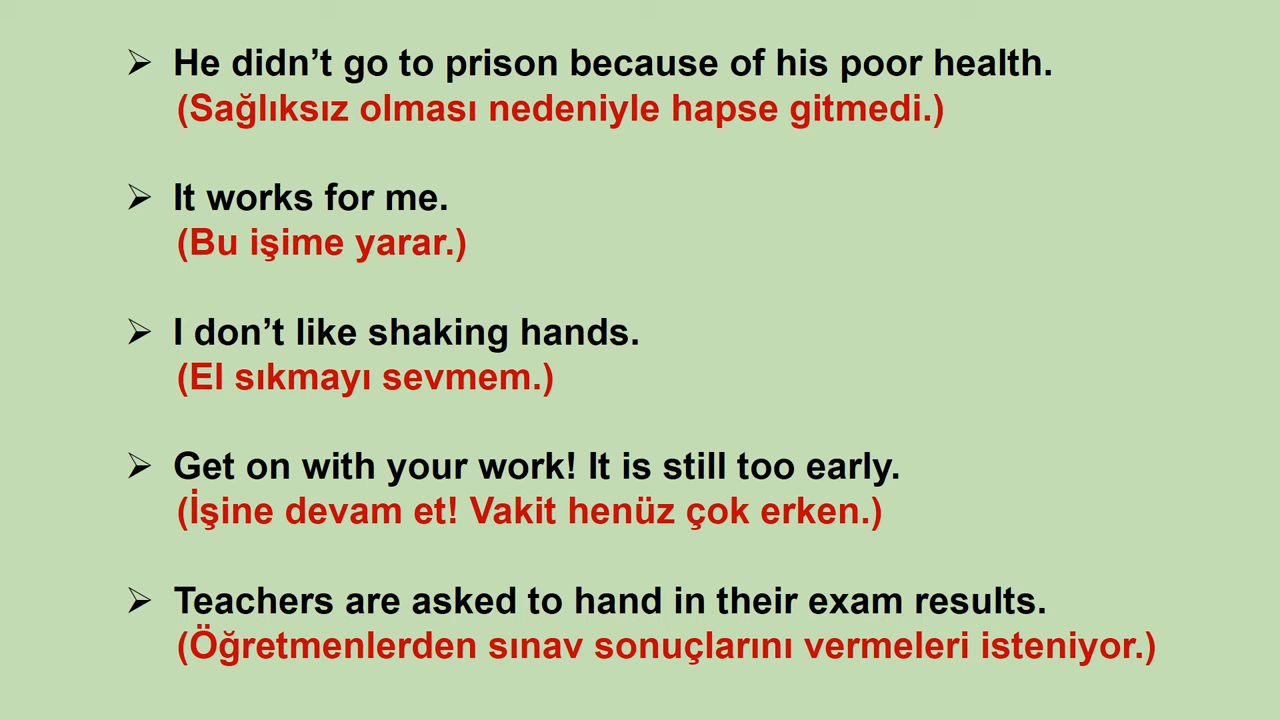 ➢ He didn’t go to prison because of his poor health.
(Sağlıksız olması nedeniyle hapse gitmedi.)
➢ It works for me.
(Bu işime yarar.)
➢ I don’t like shaking hands.
(El sıkmayı sevmem.)
➢ Get on with your work! It is still too early.
(İşine devam et! Vakit henüz çok erken.)
➢ Teachers are asked to hand in their exam results.
(Öğretmenlerden sınav sonuçlarını vermeleri isteniyor.)